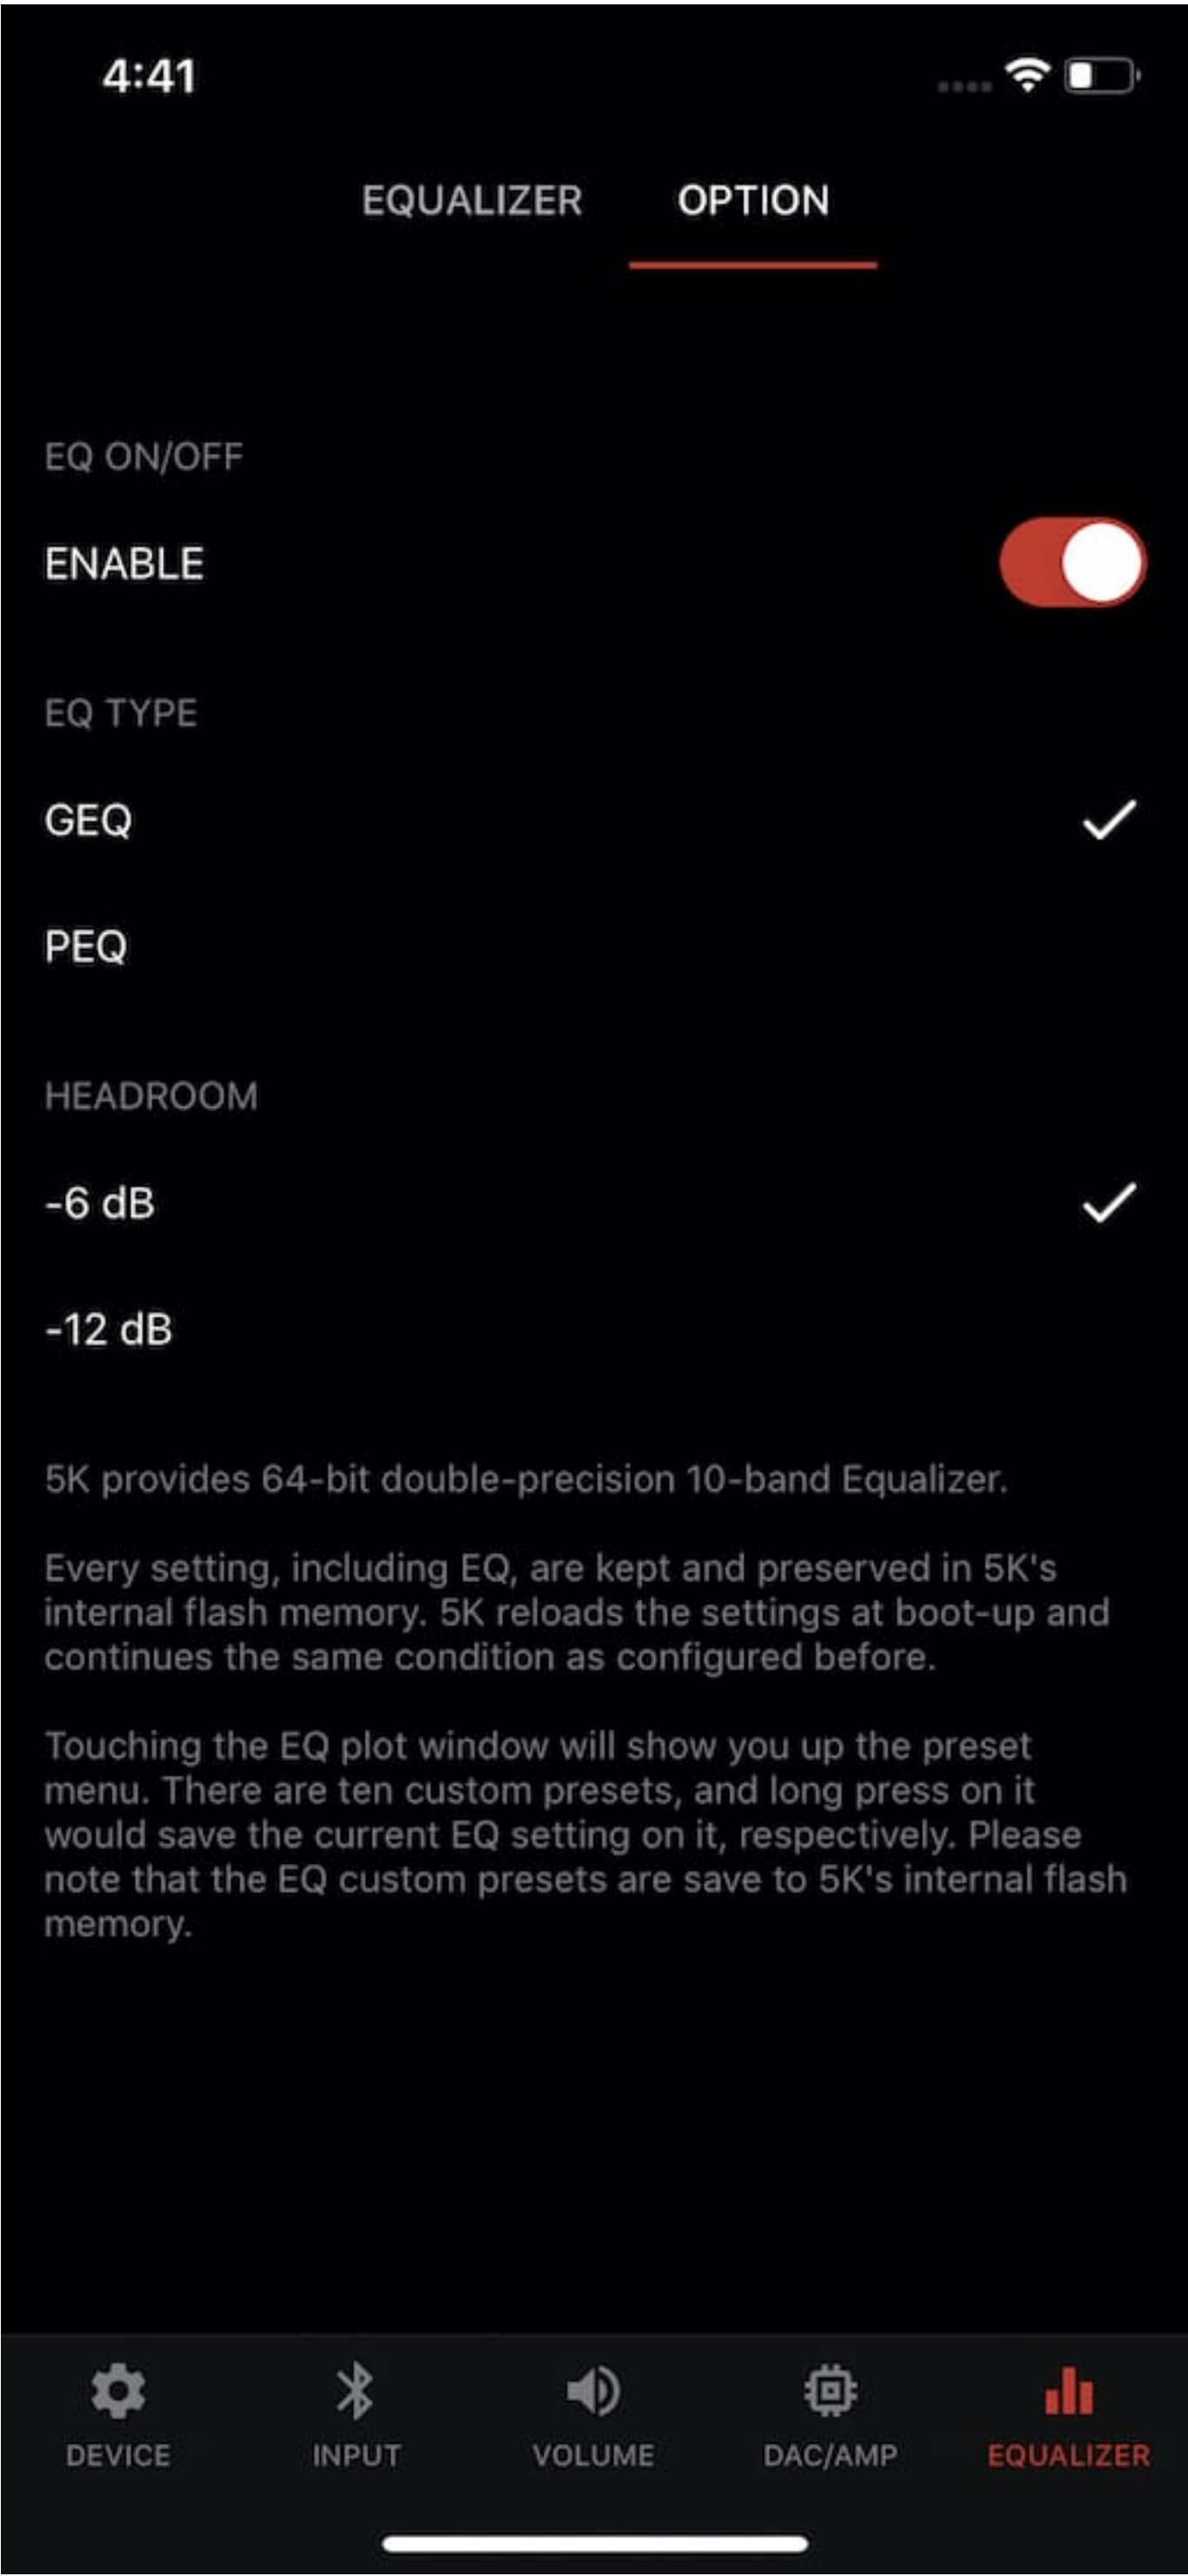 4:41
EQUALIZER OPTION
EQ ON/OFF
ENABLE
EQ TYPE
GEQ
PEQ
HEADROOM
-6 dB
-12 dB
5K provides 64-bit double-precision 10-band Equalizer.
Every setting, including EQ, are kept and preserved in 5K's
internal flash memory. 5K reloads the settings at boot-up and
continues the same condition as configured before.
Touching the EQ plot window will show you up the preset
menu. There are ten custom presets, and long press on it
would save the current EQ setting on it, respectively. Please
note that the EQ custom presets are save to 5K's internal flash
memory.
DEVICE INPUT VOLUME DAC/AMP EQUALIZER